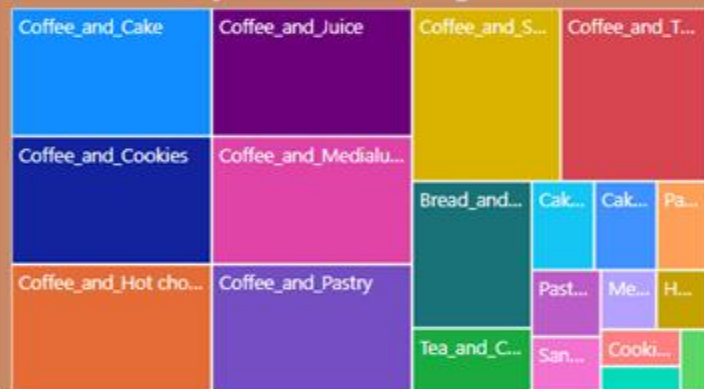 Coffee_and_Cake
Coffee_and_Juice
Coffee_and_S...
Coffee_and_T...
Coffee_and_Cookies
Coffee_and_Medialu...
Bread_and...
Cak...
Cak...
Pa...
Coffee_and_Hot cho...
Coffee_and_Pastry
Past...
Me...
H...
Tea_and_C...
San...
Cooki...